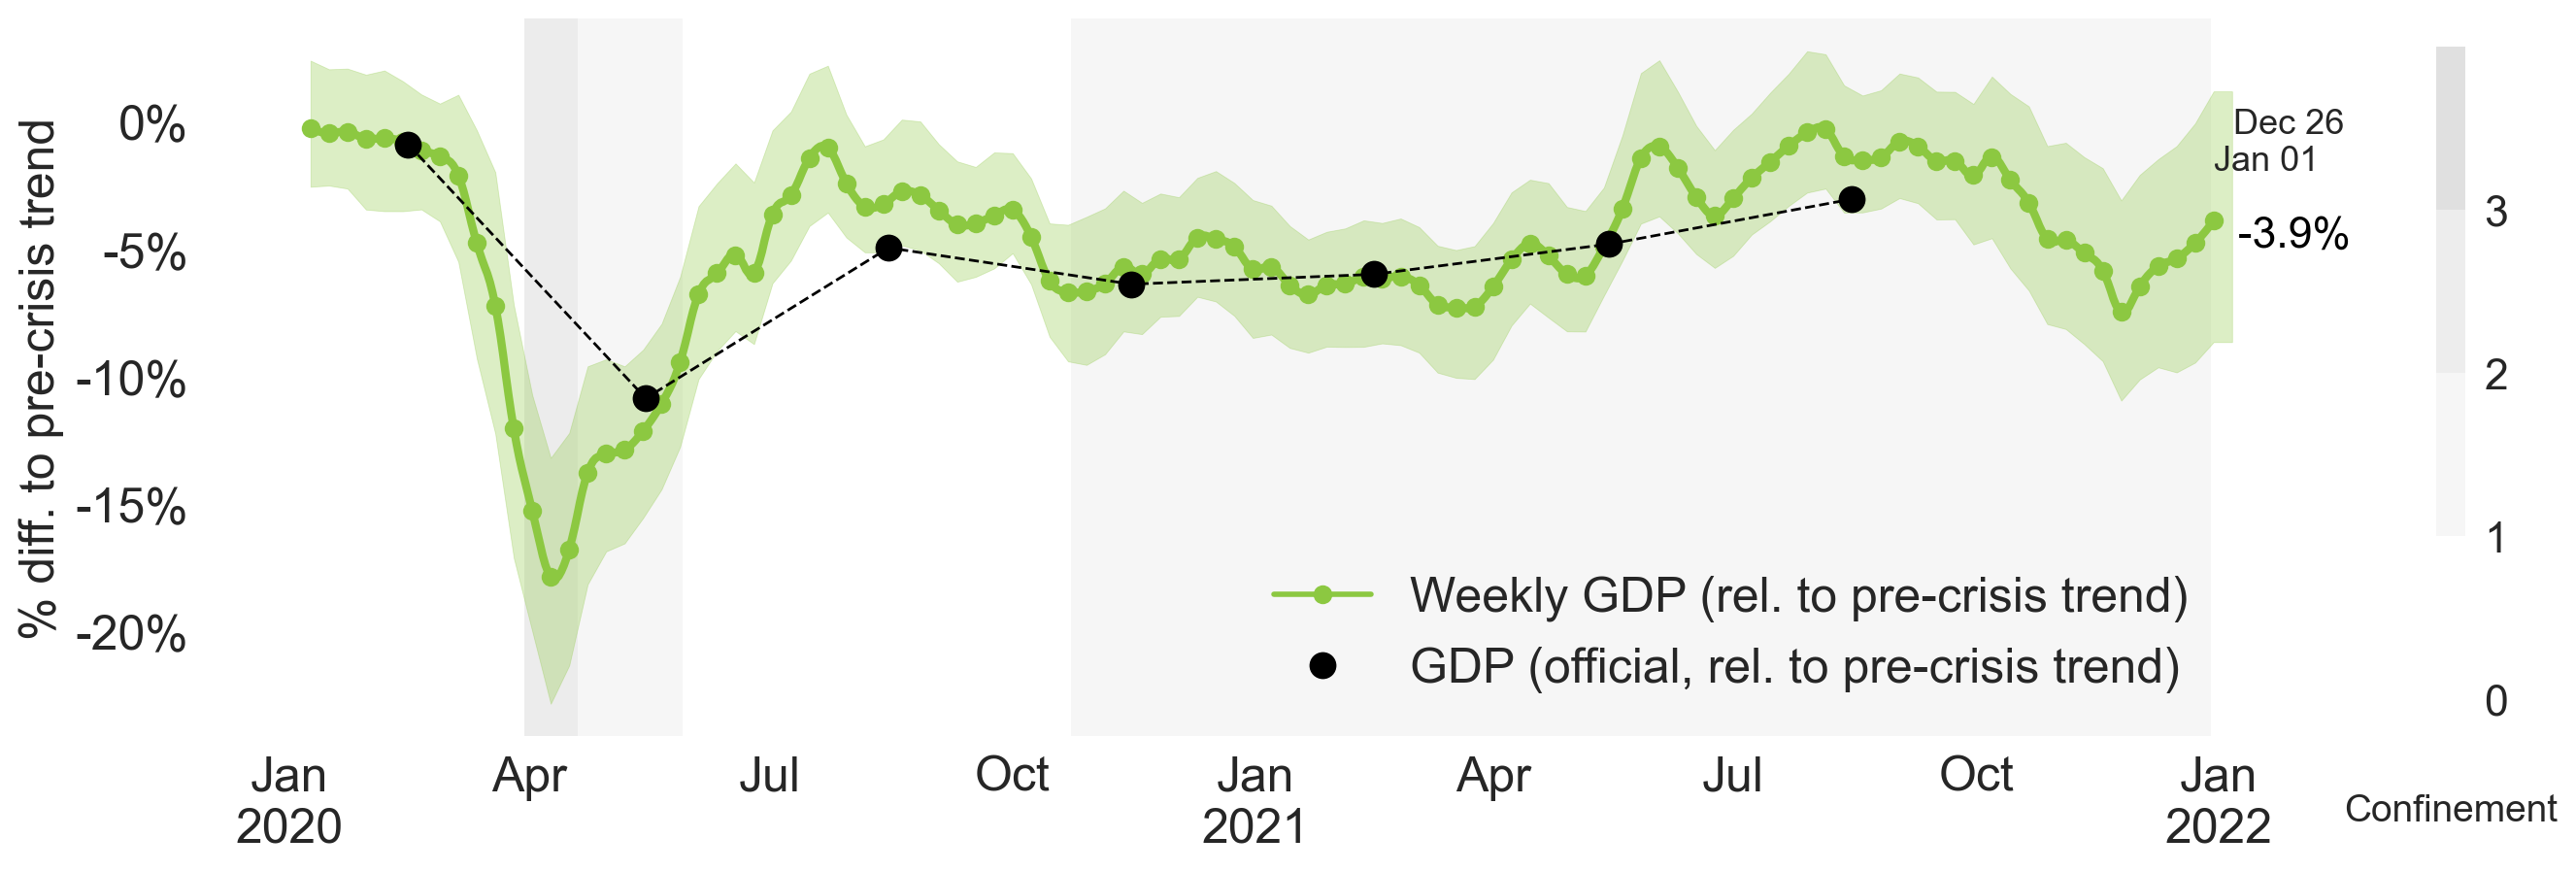 % diff. to pre-crisis trend
0%
-5%
-10%
-15%
-20%
Dec 26
Jan 01
-3.9%
Weekly GDP (rel. to pre-crisis trend)
GDP (official, rel. to pre-crisis trend)
Jan
2020
Apr
Jul
Oct
Jan
2021
Apr
Jul
Oct
Jan
2022
3
2
1
0
Confinement